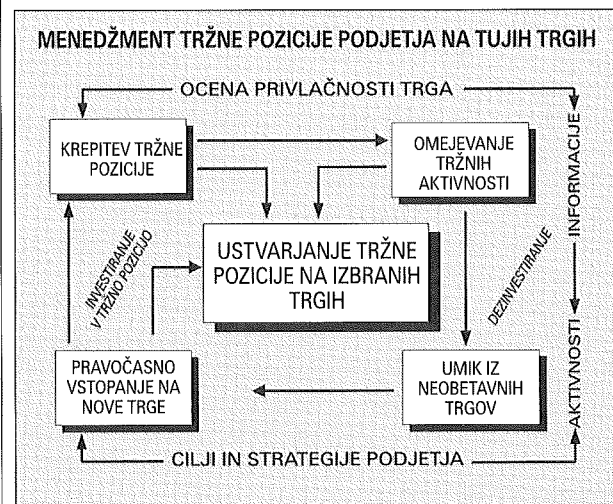 MENEDŽMENT TRŽNE POZICIJE PODJETJA NA TUJIH TRGIH
OCENA PRIVLAČNOSTI TRGA
KREPITEV TRŽNE
POZICIJE
OMEJEVANJE
TRŽNIH
AKTIVNOSTI
INFORMACIJE
USTVARJANJE TRŽNE
POZICIJE NA IZBRANIH
TRGIH
INVESTIRANJE
V TRŽNO POZICIJO
DEZINVESTIRANJE
PRAVOČASNO
VSTOPANJE NA
NOVE TRGE
UMIK IZ
NEOBETAVNIH
TRGOV
AKTIVNOSTI
CILJI IN STRATEGIJE PODJETJA